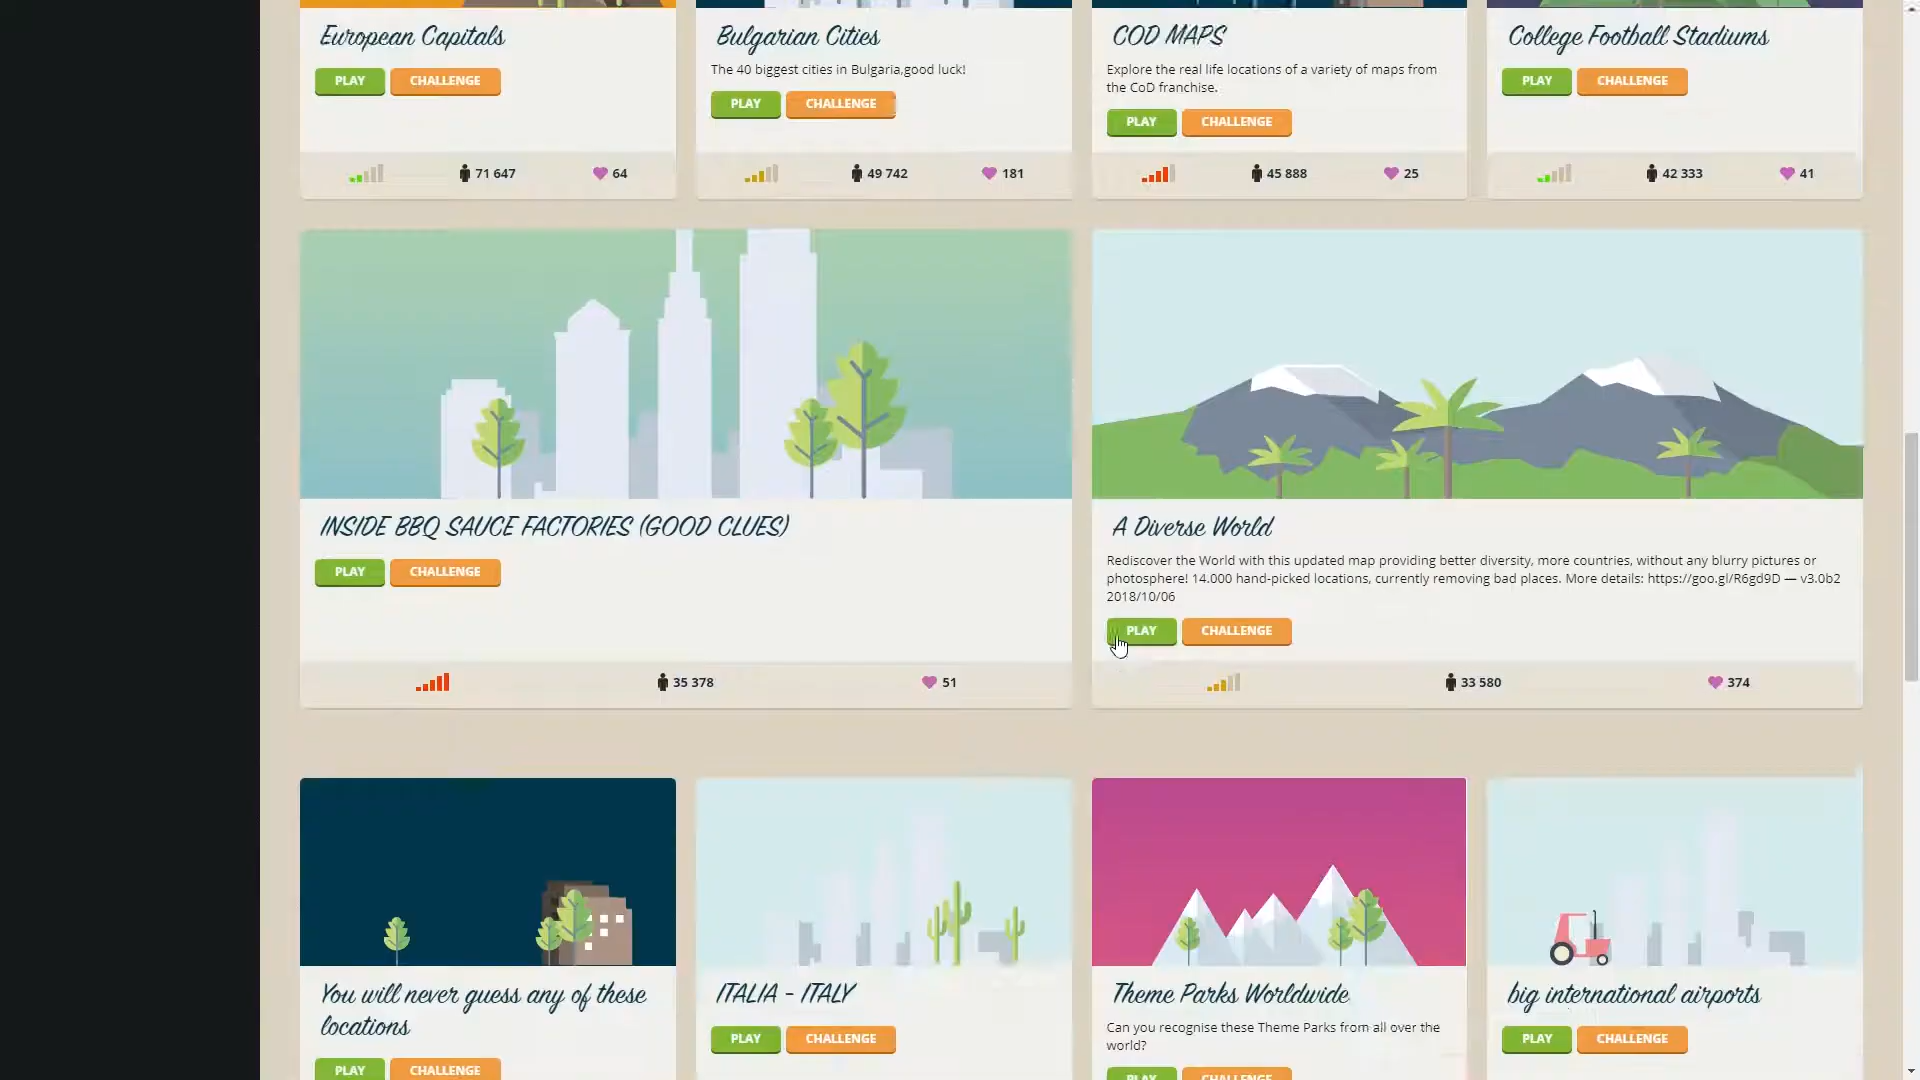 European Capitals
PLAY CHALLENGE
71 647 64
Bulgarian Cities
The 40 biggest cities in Bulgaria,good luck!
PLAY CHALLENGE
49 742 181
COD MAPS
Explore the real life locations of a variety of maps from
the CoD franchise.
PLAY CHALLENGE
45 888 25
College Football Stadiums
PLAY CHALLENGE
42 333 41
INSIDE BBQ SAUCE FACTORIES (GOOD CLUES)
PLAY CHALLENGE
35 378 51
A Diverse World
Rediscover the World with this updated map providing better diversity, more countries, without any blurry pictures or
photosphere! 14.000 hand-picked locations, currently removing bad places. More details: https://goo.gl/R6gd9D — v3.0b2
2018/10/06
PLAY CHALLENGE
33 580 374
You will never guess any of these
locations
PLAY CHALLENGE
ITALIA - ITALY
PLAY CHALLENGE
Theme Parks Worldwide
Can you recognise these Theme Parks from all over the
world?
PLAY CHALLENGE
big international airports
PLAY CHALLENGE